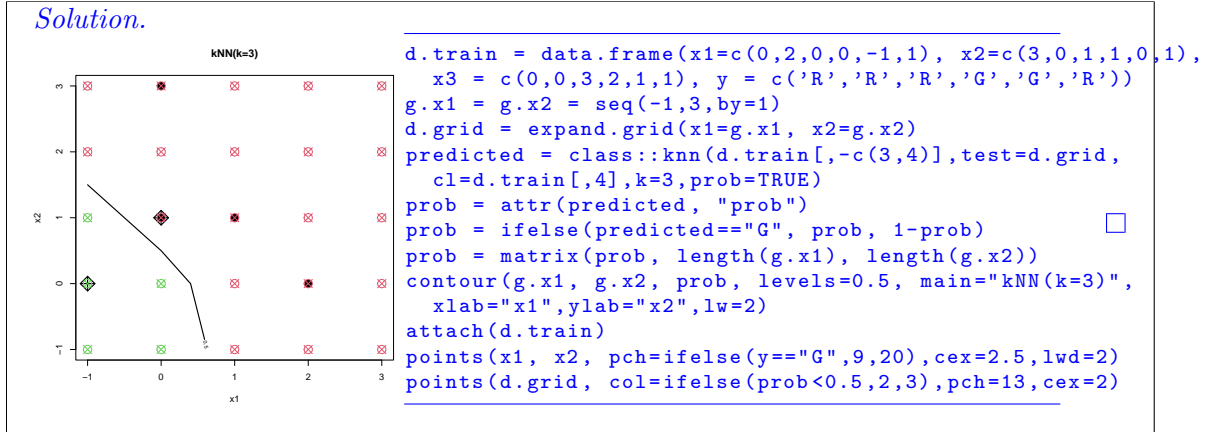 Solution.
kNN(k=3)
3
2
1
0
−1
x2
0.5
−1 0 1 2 3
x1
d.train = data.frame(x1=c(0,2,0,0,-1,1), x2=c(3,0,1,1,0,1),
x3 = c(0,0,3,2,1,1), y = c('R','R','R','G','G','R'))
g.x1 = g.x2 = seq(-1,3,by=1)
d.grid = expand.grid(x1=g.x1, x2=g.x2)
predicted = class::knn(d.train[,-c(3,4)],test=d.grid,
cl=d.train[,4],k=3,prob=TRUE)
prob = attr(predicted, "prob")
prob = ifelse(predicted=="G", prob, 1-prob)
prob = matrix(prob, length(g.x1), length(g.x2))
contour(g.x1, g.x2, prob, levels=0.5, main="kNN(k=3)",
xlab="x1",ylab="x2",lw=2)
attach(d.train)
points(x1, x2, pch=ifelse(y=="G",9,20),cex=2.5,lwd=2)
points(d.grid, col=ifelse(prob<0.5,2,3),pch=13,cex=2)